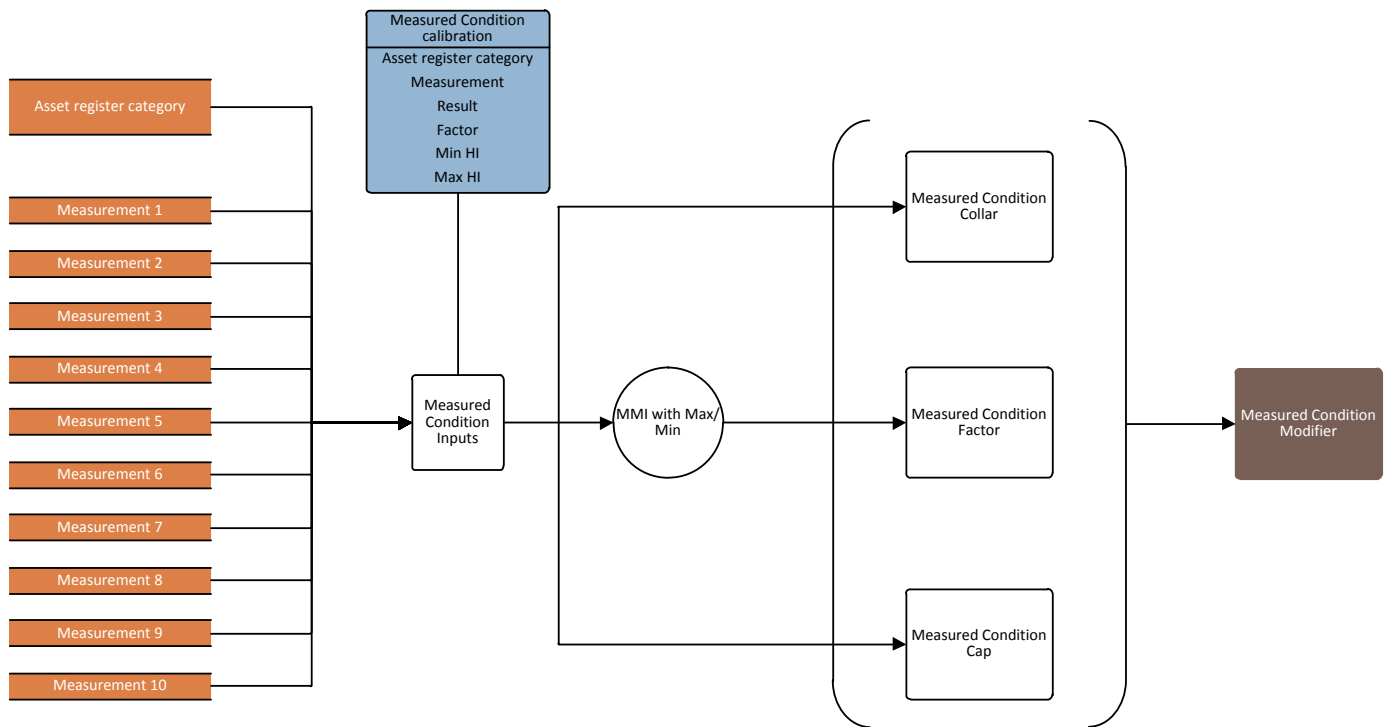 Measured Condition
calibration
Asset register category
Measurement
Result
Factor
Min HI
Max HI
Asset register category
Measurement 1
Measurement 2
Measurement 3
Measurement 4
Measurement 5
Measurement 6
Measurement 7
Measurement 8
Measurement 9
Measurement 10
Measured
Condition
Inputs
MMI with Max/
Min
Measured Condition
Collar
Measured Condition
Factor
Measured Condition
Cap
Measured Condition
Modifier